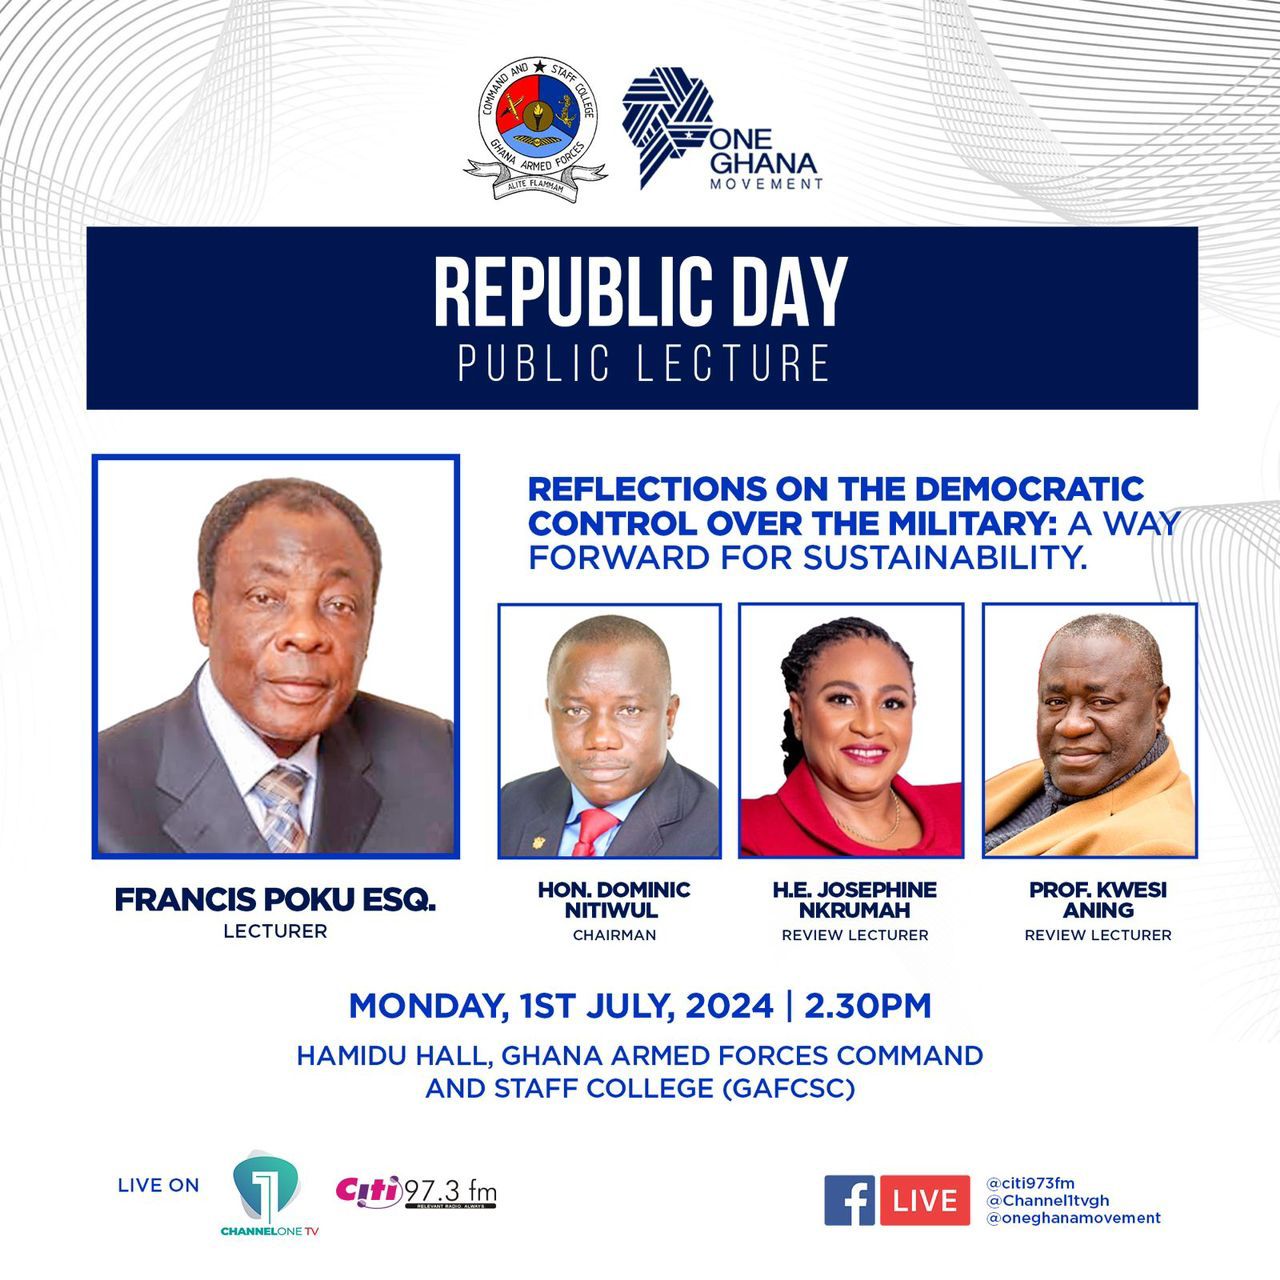 COMMAND AND ★ STAFF COLLEGE
GHANA ARMED FORCES
ALITE FLAMMAM
ONE
GHANA
MOVEMENT
REPUBLIC DAY
PUBLIC LECTURE
REFLECTIONS ON THE DEMOCRATIC
CONTROL OVER THE MILITARY: A WAY
FORWARD FOR SUSTAINABILITY.
FRANCIS POKU ESQ.
LECTURER
HON. DOMINIC
NITIWUL
CHAIRMAN
H.E. JOSEPHINE
NKRUMAH
REVIEW LECTURER
PROF. KWESI
ANING
REVIEW LECTURER
MONDAY, 1ST JULY, 2024 | 2.30PM
HAMIDU HALL, GHANA ARMED FORCES COMMAND
AND STAFF COLLEGE (GAFCSC)
LIVE ON
1
CHANNELONE TV
Citi 97.3 fm
RELEVANT RADIO. ALWAYS
f LIVE
@citi973fm
@Channel1tvgh
@oneghanamovement